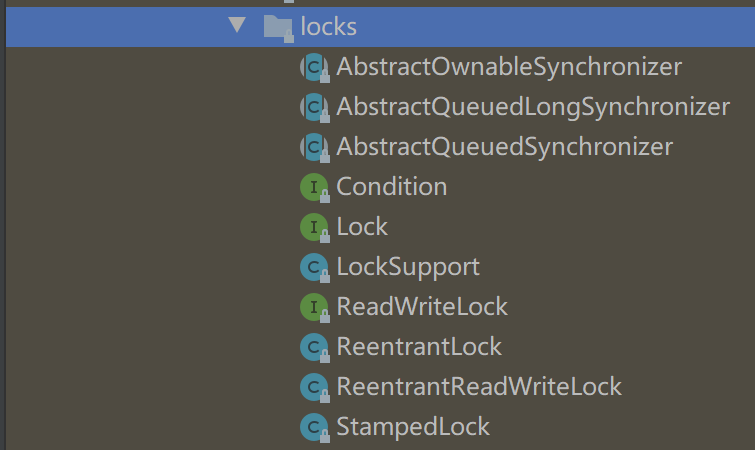 locks
AbstractOwnableSynchronizer
AbstractQueuedLongSynchronizer
AbstractQueuedSynchronizer
Condition
Lock
LockSupport
ReadWriteLock
ReentrantLock
ReentrantReadWriteLock
StampedLock